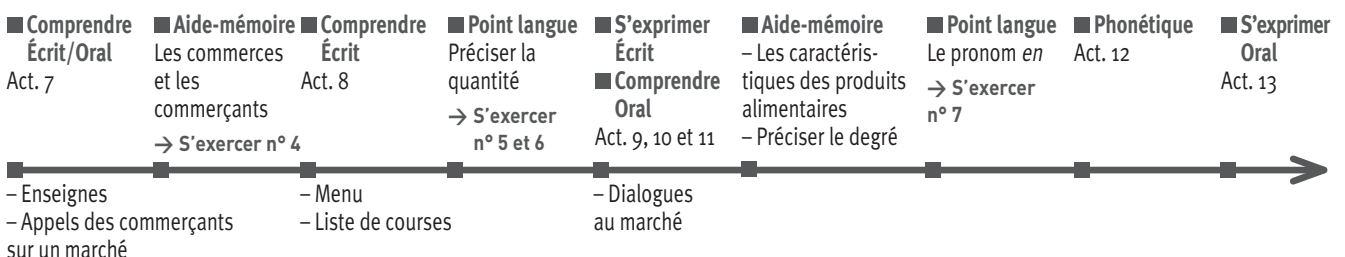 ■ Comprendre
Écrit/Oral
Act. 7
■ Aide-mémoire
Les commerces
et les
commerçants
→ S'exercer n° 4
■ Comprendre
Écrit
Act. 8
■ Point langue
Préciser la
quantité
→ S'exercer
n° 5 et 6
■ S'exprimer
Écrit
■ Comprendre
Oral
Act. 9, 10 et 11
■ Aide-mémoire
– Les caractéris-
tiques des produits
alimentaires
– Préciser le degré
■ Point langue
Le pronom en
→ S'exercer
n° 7
■ Phonétique
Act. 12
■ S'exprimer
Oral
Act. 13
– Enseignes
– Appels des commerçants
sur un marché
– Menu
– Liste de courses
– Dialogues
au marché